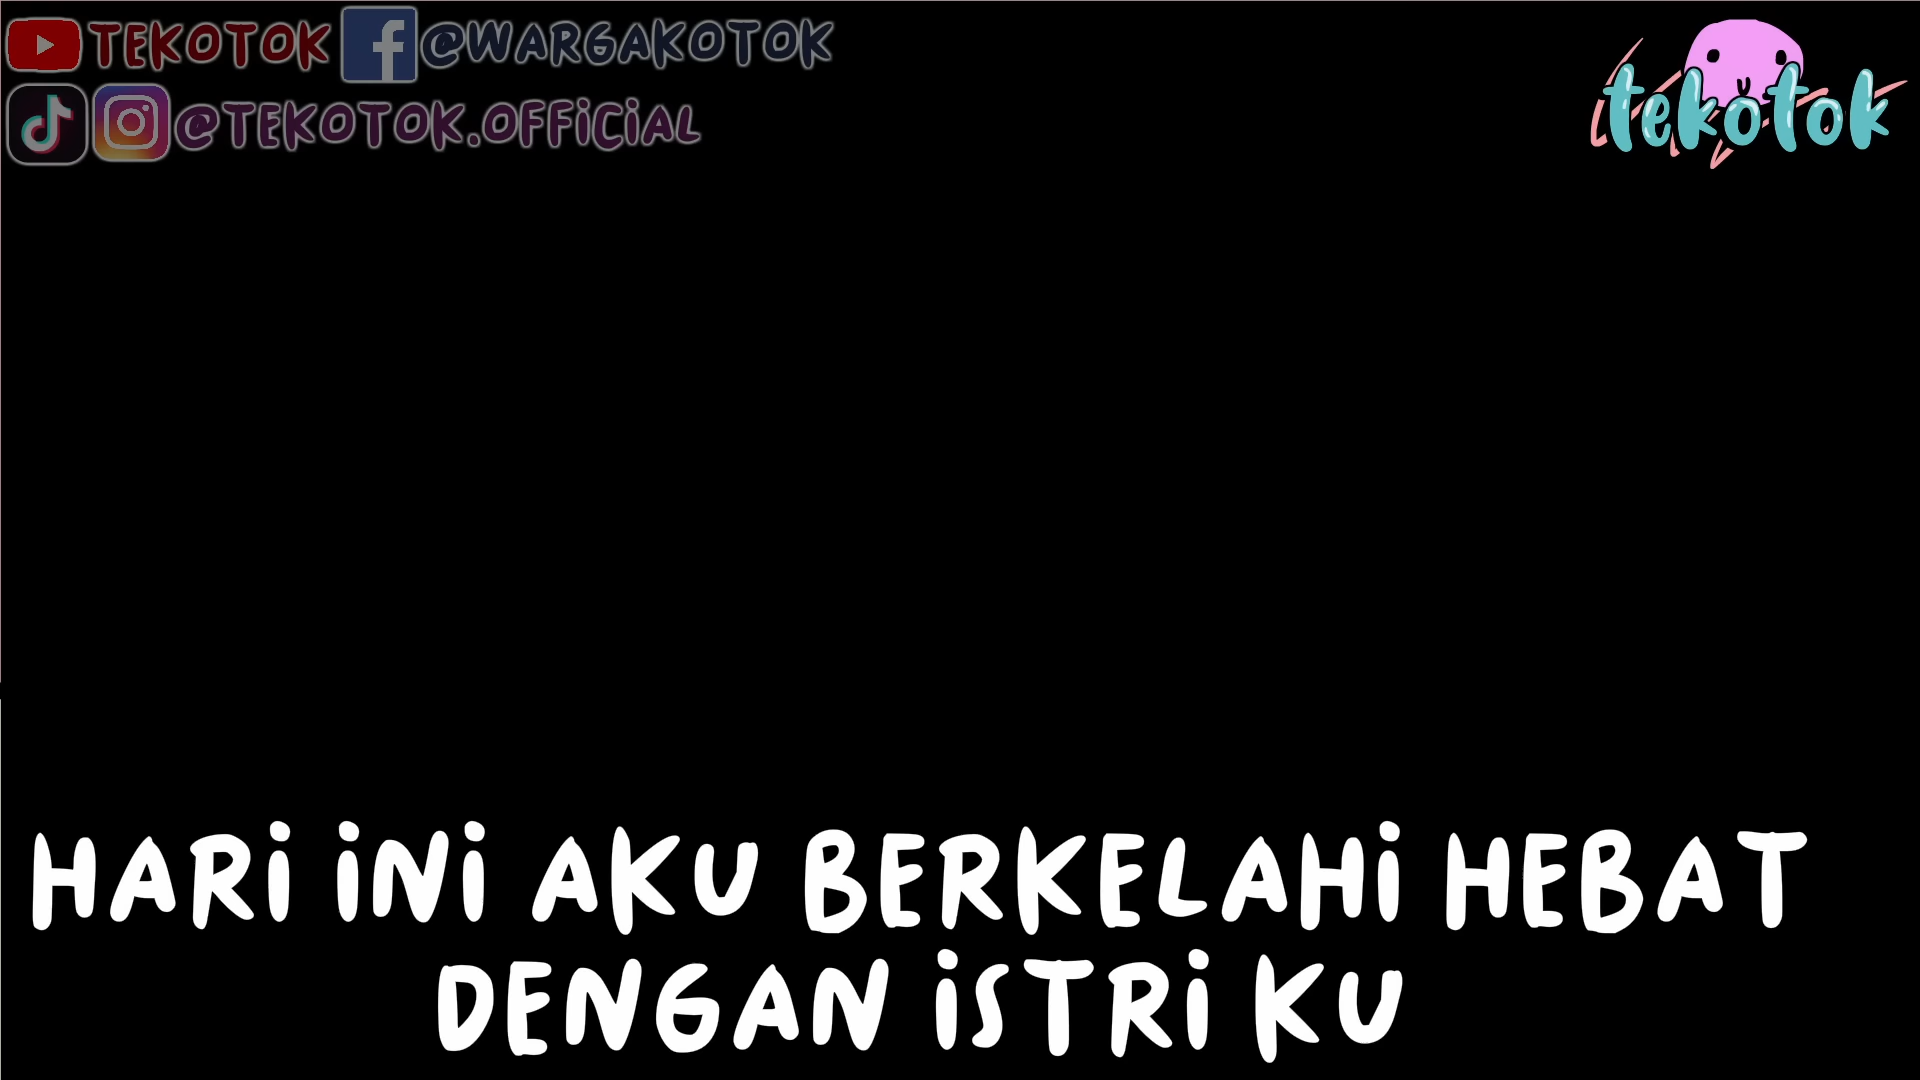 TEKOTOK @WARGAKOTOK
@TEKOTOK.OFFICIAL
tekotok
HARI INI AKU BERKELAHI HEBAT
DENGAN ISTRI KU